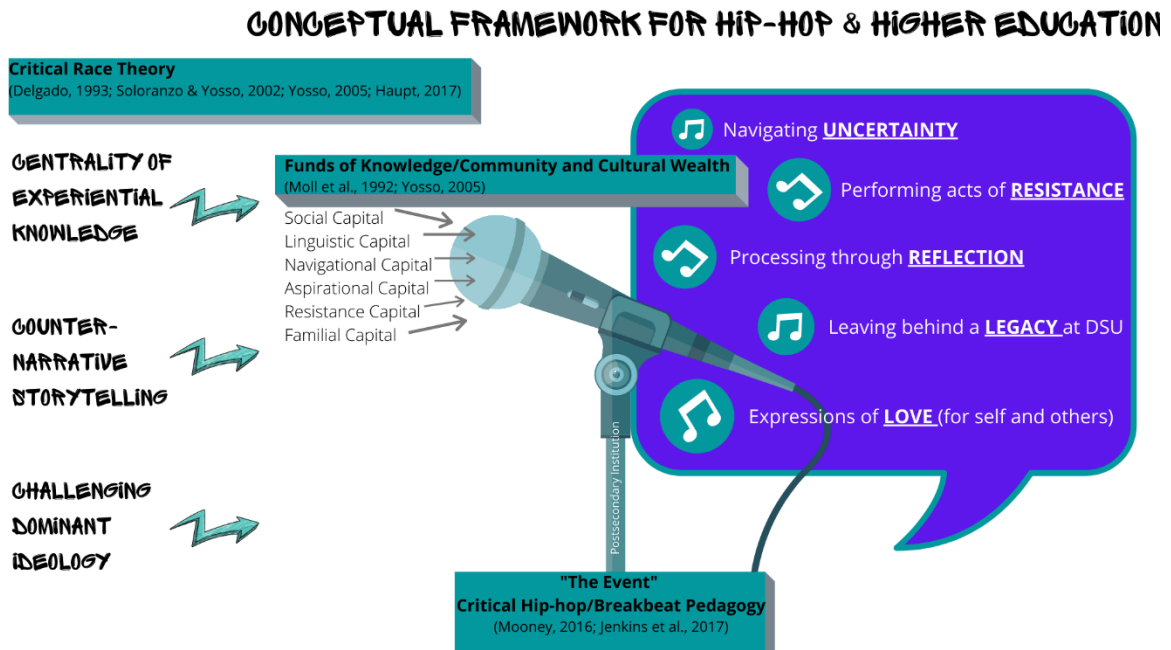 CONCEPTUAL FRAMEWORK FOR HIP-HOP & HIGHER EDUCATION
Critical Race Theory
(Delgado, 1993; Soloranzo & Yosso, 2002; Yosso, 2005; Haupt, 2017)
CENTRALITY OF
EXPERIENTIAL
KNOWLEDGE
COUNTER-
NARRATIVE
STORYTELLING
CHALLENGING
DOMINANT
IDEOLOGY
Funds of Knowledge/Community and Cultural Wealth
(Moll et al., 1992; Yosso, 2005)
Social Capital
Linguistic Capital
Navigational Capital
Aspirational Capital
Resistance Capital
Familial Capital
Navigating UNCERTAINTY
Performing acts of RESISTANCE
Processing through REFLECTION
Leaving behind a LEGACY at DSU
Expressions of LOVE (for self and others)
Postsecondary Institution
"The Event"
Critical Hip-hop/Breakbeat Pedagogy
(Mooney, 2016; Jenkins et al., 2017)